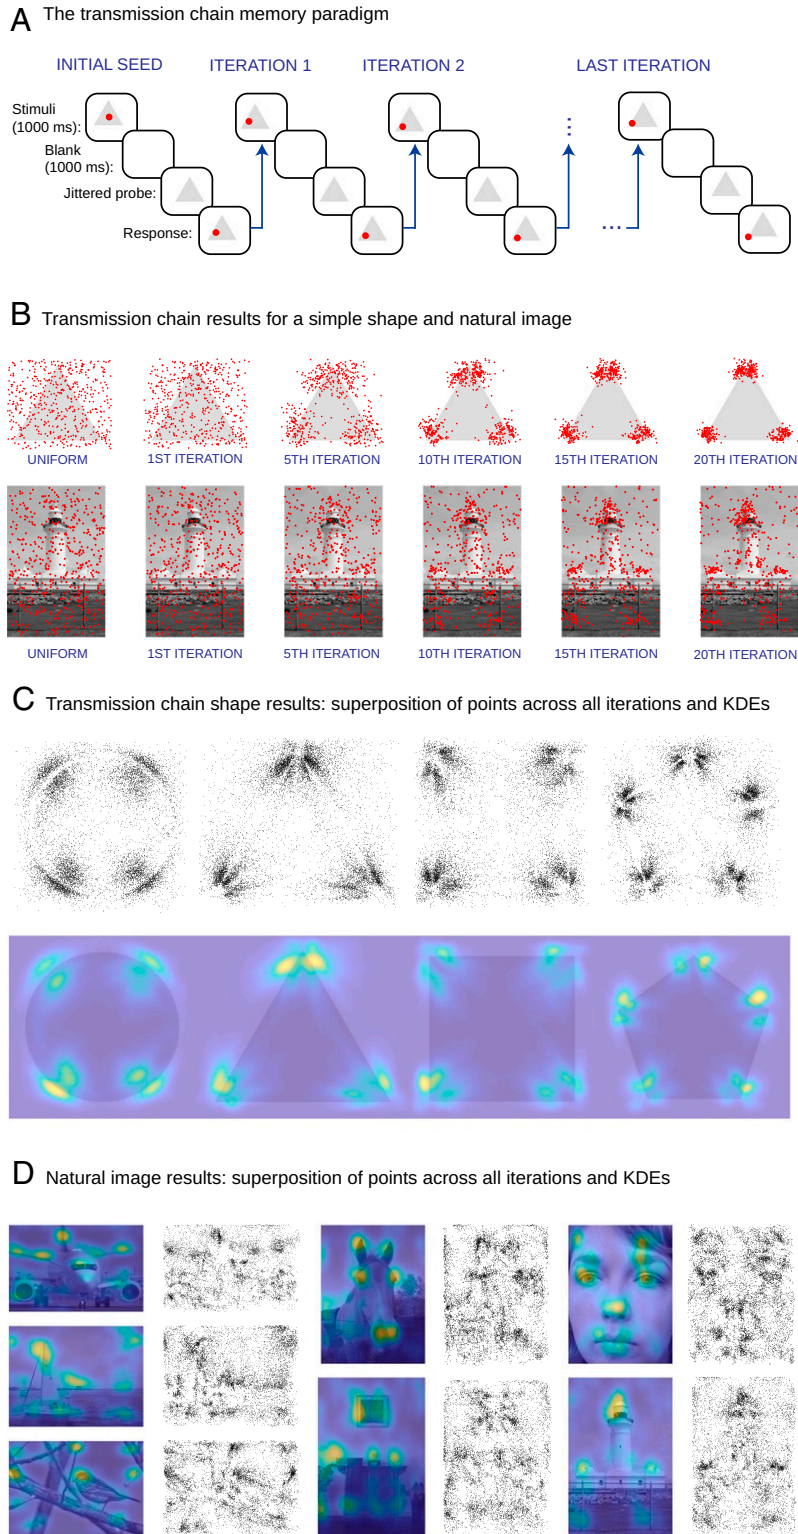 A The transmission chain memory paradigm
INITIAL SEED ITERATION 1 ITERATION 2 LAST ITERATION
Stimuli
(1000 ms):
Blank
(1000 ms):
Jittered probe:
Response:
B Transmission chain results for a simple shape and natural image
UNIFORM 1ST ITERATION 5TH ITERATION 10TH ITERATION 15TH ITERATION 20TH ITERATION
UNIFORM 1ST ITERATION 5TH ITERATION 10TH ITERATION 15TH ITERATION 20TH ITERATION
C Transmission chain shape results: superposition of points across all iterations and KDEs
D Natural image results: superposition of points across all iterations and KDEs